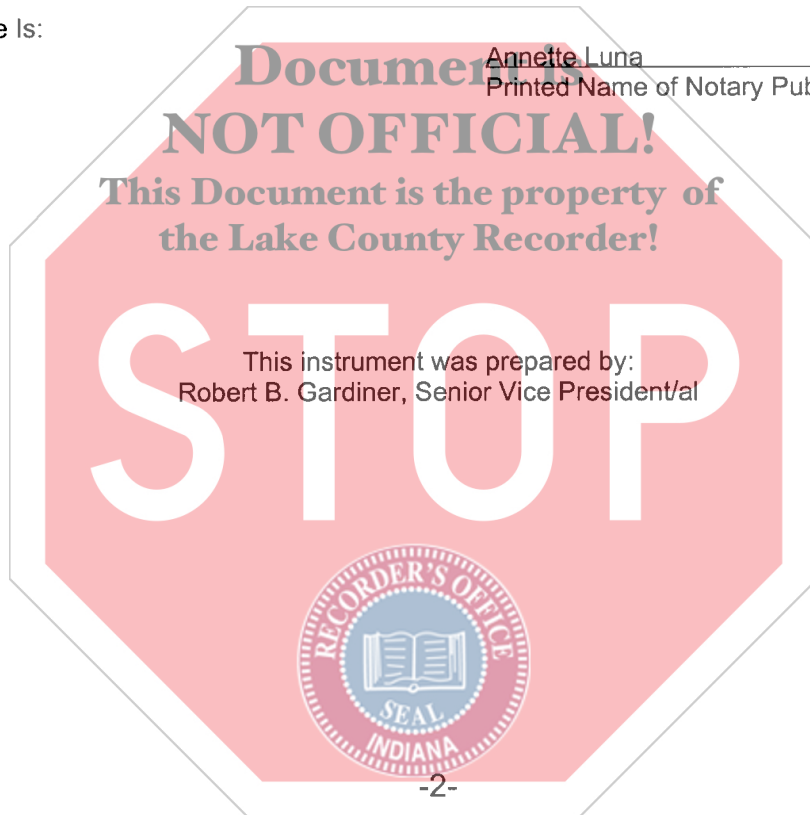 e Is:
Annette Luna
Printed Name of Notary Pub
Document is
NOT OFFICIAL!
This Document is the property of
the Lake County Recorder!
STOP
This instrument was prepared by:
Robert B. Gardiner, Senior Vice President/al
RECORDER'S OFFICE
SEAL
INDIANA
-2-